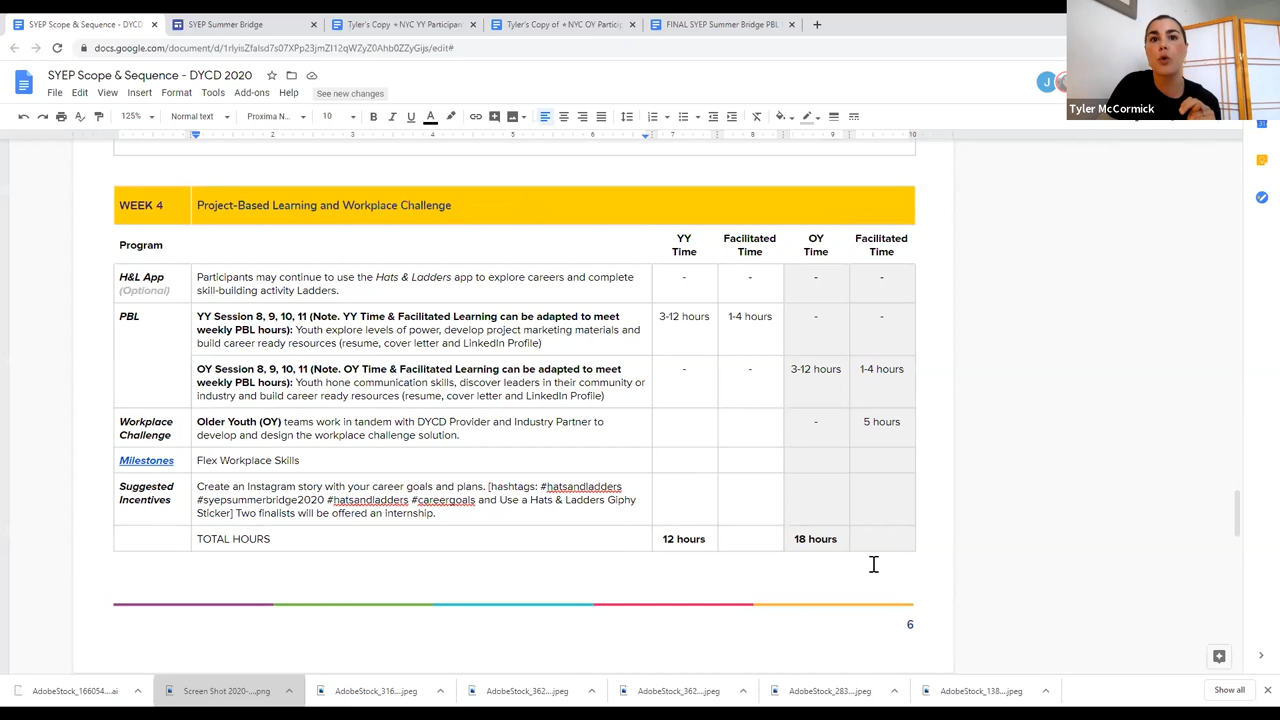 SYEP Scope & Sequence - DYCD
SYEP Summer Bridge
Tyler's Copy
NYC YY Participan
Tyler's Copy of
NYC OY Particip
FINAL SYEP Summer Bridge PBL
SYEP Scope & Sequence - DYCD 2020
File Edit View Insert Format Tools Add-ons Help See new changes
125% Normal text Proxima N... 10
2 3 4 5 6 7 8 9 10
Tyler McCormick
WEEK 4 Project-Based Learning and Workplace Challenge
Program YY Time Facilitated Time OY Time Facilitated Time
H&L App (Optional) Participants may continue to use the Hats & Ladders app to explore careers and complete
skill-building activity Ladders. - - - -
PBL YY Session 8, 9, 10, 11 (Note. YY Time & Facilitated Learning can be adapted to meet 3-12 hours 1-4 hours - -
weekly PBL hours): Youth explore levels of power, develop project marketing materials and
build career ready resources (resume, cover letter and LinkedIn Profile)
OY Session 8, 9, 10, 11 (Note. OY Time & Facilitated Learning can be adapted to meet - - 3-12 hours 1-4 hours
weekly PBL hours): Youth hone communication skills, discover leaders in their community or
industry and build career ready resources (resume, cover letter and LinkedIn Profile)
Workplace Challenge Older Youth (OY) teams work in tandem with DYCD Provider and Industry Partner to - 5 hours
develop and design the workplace challenge solution.
Milestones Flex Workplace Skills
Suggested Incentives Create an Instagram story with your career goals and plans. [hashtags: #hatsandladders
#syepsummerbridge2020 #hatsandladders #careergoals and Use a Hats & Ladders Giphy
Sticker] Two finalists will be offered an internship.
TOTAL HOURS 12 hours 18 hours
6
AdobeStock_166054....ai
Screen Shot 2020-....png
AdobeStock_316....jpeg
AdobeStock_362....jpeg
AdobeStock_362....jpeg
AdobeStock_283....jpeg
AdobeStock_138....jpeg
Show all